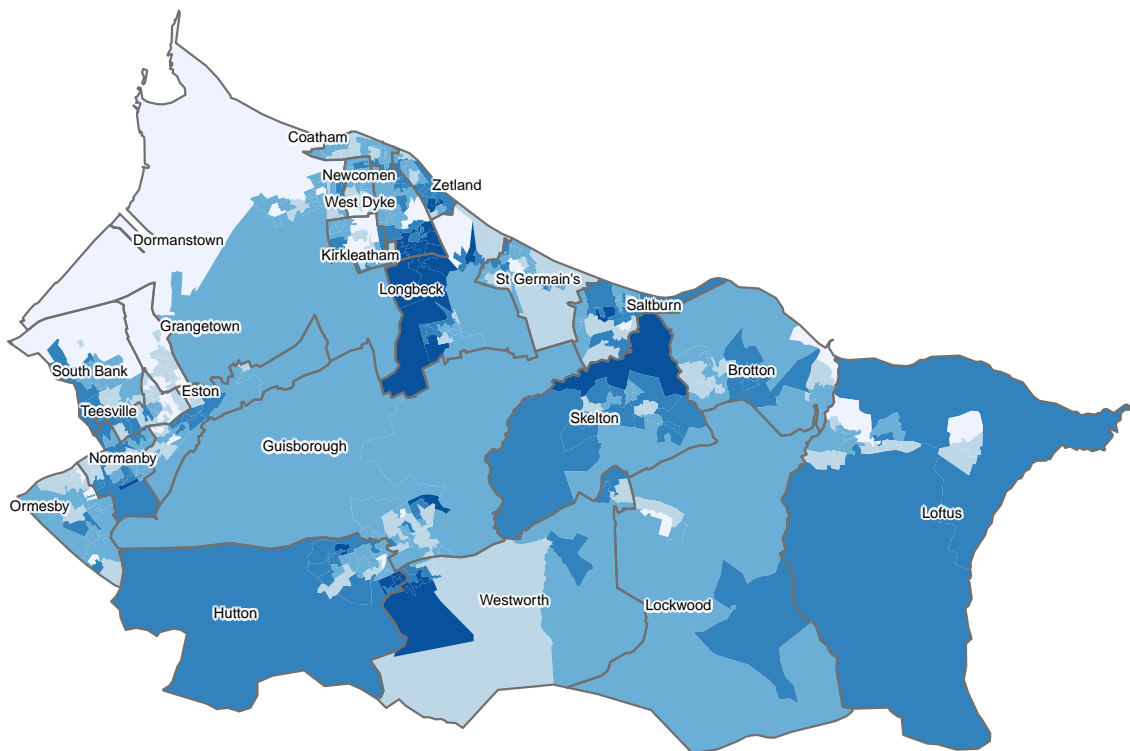 Coatham
Newcomen
Zetland
West Dyke
Dormanstown
Kirkleatham
St Germain's
Longbeck
Saltburn
Grangetown
South Bank
Brotton
Eston
Teesville
Skelton
Guisborough
Normanby
Ormesby
Loftus
Westworth
Lockwood
Hutton